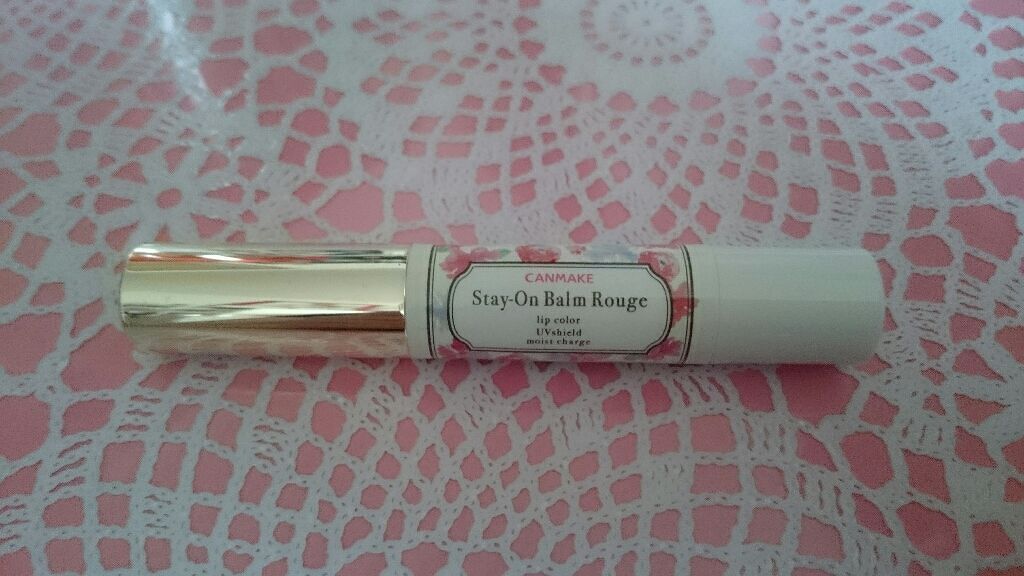 CANMAKE
Stay-On Balm Rouge
lip color
UVshield
moist charge